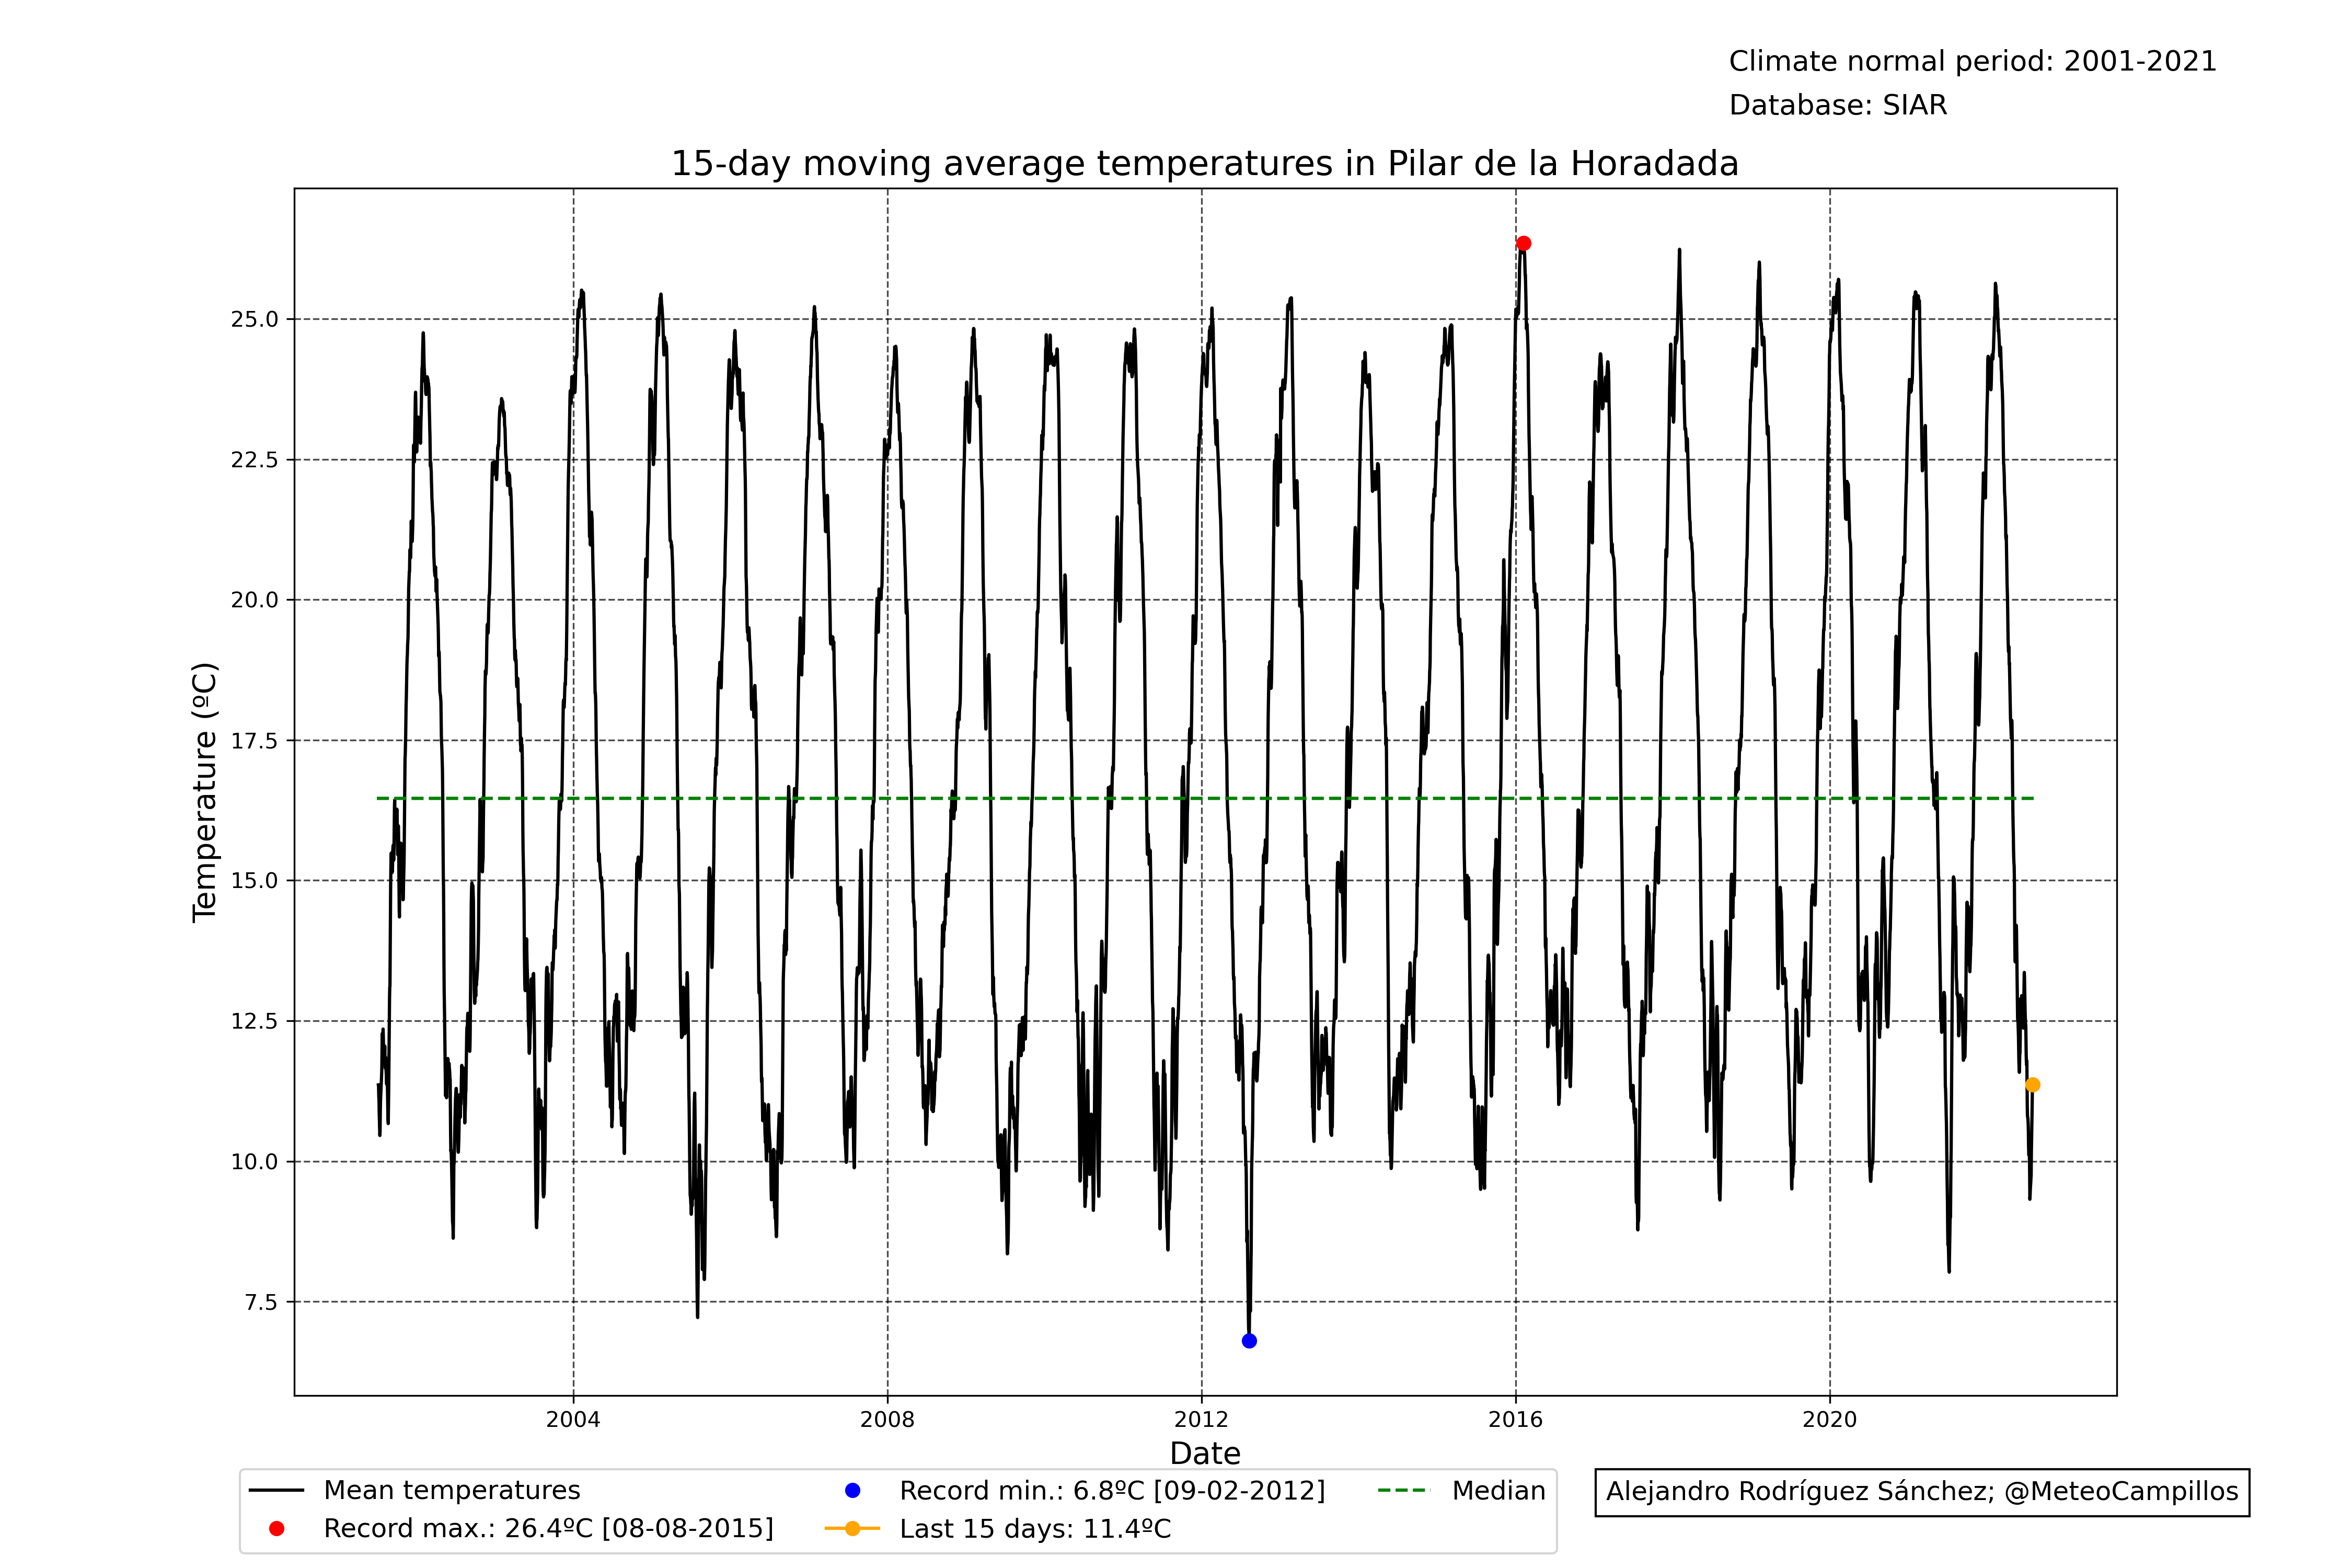 Climate normal period: 2001-2021
Database: SIAR
15-day moving average temperatures in Pilar de la Horadada
Temperature (ºC)
25.0
22.5
20.0
17.5
15.0
12.5
10.0
7.5
2004 2008 2012 2016 2020
Date
Mean temperatures
Record max.: 26.4ºC [08-08-2015]
Record min.: 6.8ºC [09-02-2012]
Last 15 days: 11.4ºC
Median
Alejandro Rodríguez Sánchez; @MeteoCampillos